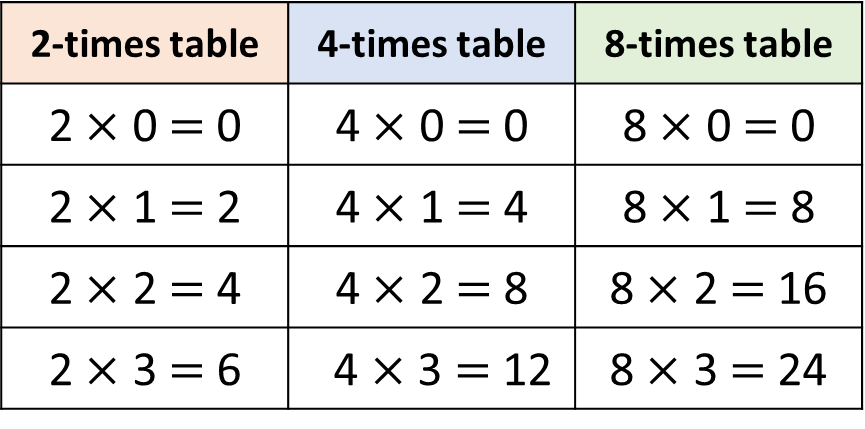 2-times table 4-times table 8-times table
2 × 0 = 0 4 × 0 = 0 8 × 0 = 0
2 × 1 = 2 4 × 1 = 4 8 × 1 = 8
2 × 2 = 4 4 × 2 = 8 8 × 2 = 16
2 × 3 = 6 4 × 3 = 12 8 × 3 = 24